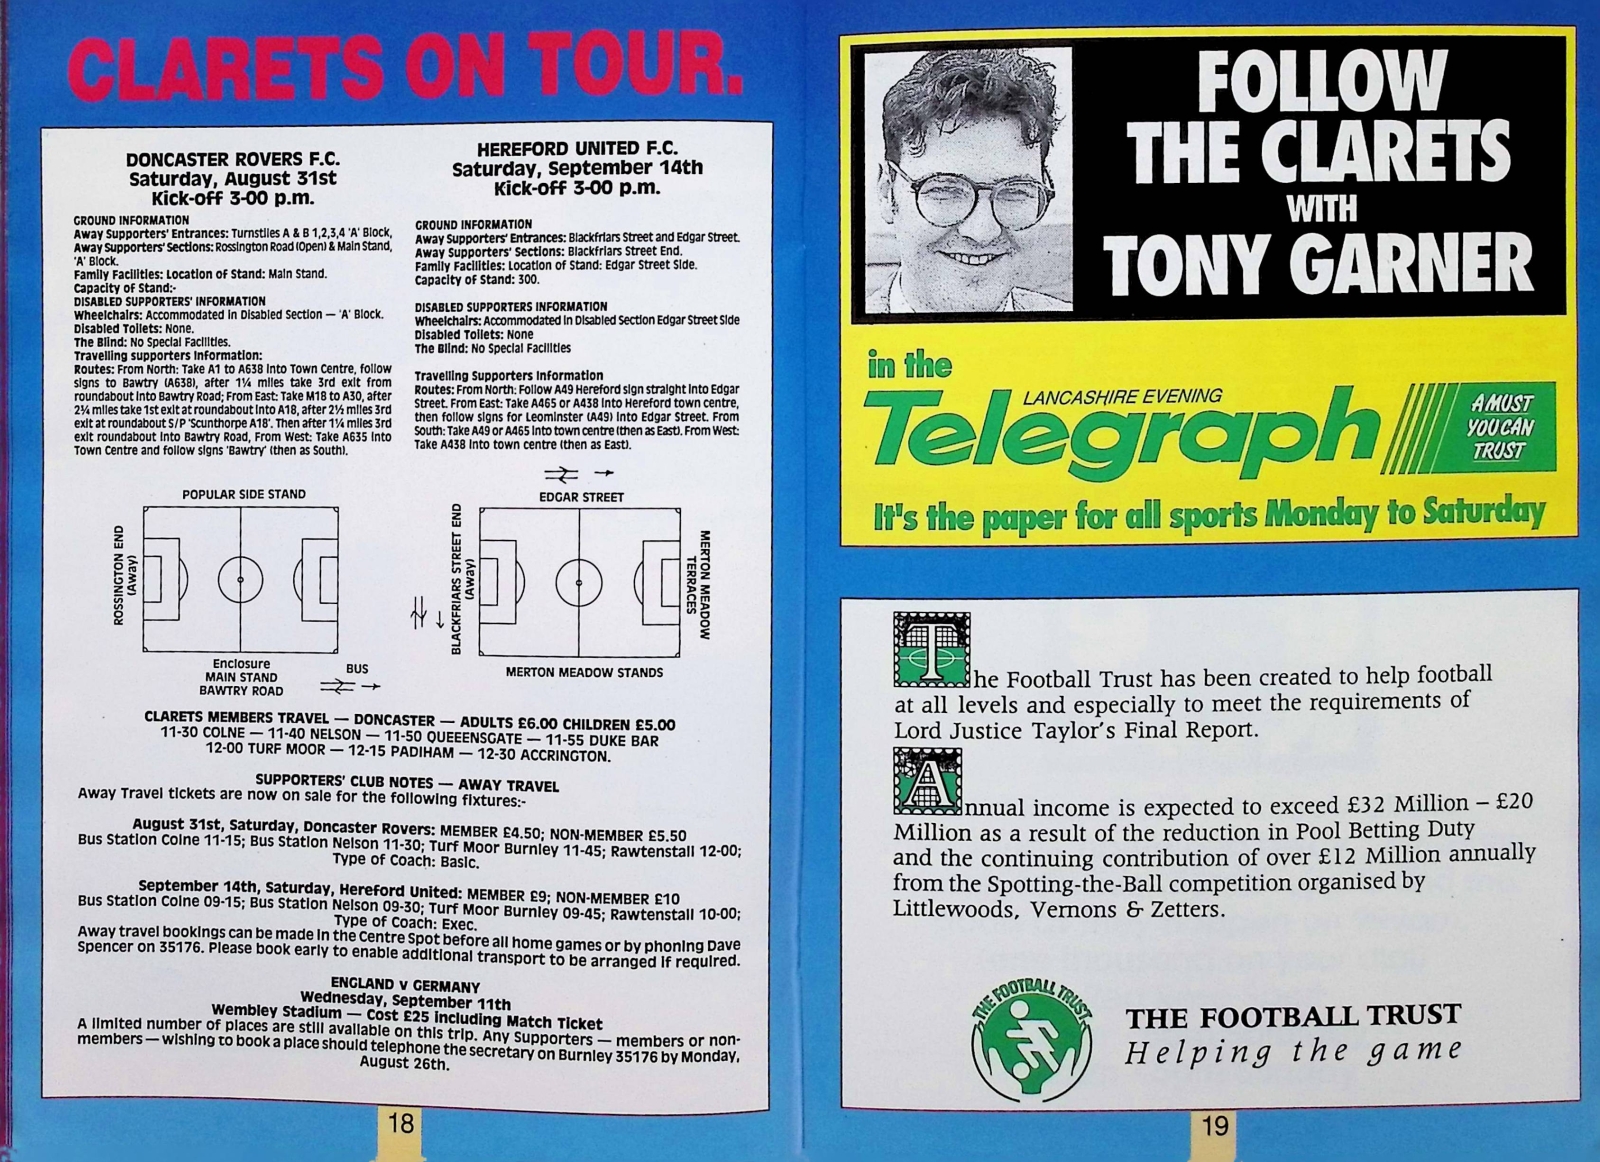 CLARETS ON TOUR.
DONCASTER ROVERS F.C.
Saturday, August 31st
Kick-off 3-00 p.m.
GROUND INFORMATION
Away Supporters' Entrances: Turnstiles A & B 1,2,3,4 'A' Block,
Away Supporters' Sections: Rossington Road (Open) & Main Stand,
'A' Block.
Family Facilities: Location of Stand: Main Stand.
Capacity of Stand:-
DISABLED SUPPORTERS' INFORMATION
Wheelchairs: Accommodated in Disabled Section — 'A' Block.
Disabled Toilets: None.
The Blind: No Special Facilities.
Travelling supporters Information:
Routes: From North: Take A1 to A638 Into Town Centre, follow
signs to Bawtry (A638), after 1¼ miles take 3rd exit from
roundabout into Bawtry Road; From East: Take M18 to A30, after
2¼ miles take 1st exit at roundabout into A18, after 2½ miles 3rd
exit at roundabout S/P 'Scunthorpe A18'. Then after 1¼ miles 3rd
exit roundabout into Bawtry Road, From West: Take A635 into
Town Centre and follow signs 'Bawtry' (then as South).
HEREFORD UNITED F.C.
Saturday, September 14th
Kick-off 3-00 p.m.
GROUND INFORMATION
Away Supporters' Entrances: Blackfriars Street and Edgar Street.
Away Supporters' Sections: Blackfriars Street End.
Family Facilities: Location of Stand: Edgar Street Side.
Capacity of Stand: 300.
DISABLED SUPPORTERS INFORMATION
Wheelchairs: Accommodated in Disabled Section Edgar Street Side
Disabled Toilets: None
The Blind: No Special Facilities
Travelling Supporters Information
Routes: From North: Follow A49 Hereford sign straight into Edgar
Street. From East: Take A465 or A438 into Hereford town centre,
then follow signs for Leominster (A49) into Edgar Street. From
South: Take A49 or A465 into town centre (then as East). From West:
Take A438 into town centre (then as East).
POPULAR SIDE STAND
ROSSINGTON END
(Away)
Enclosure
MAIN STAND
BAWTRY ROAD
BUS
EDGAR STREET
BLACKFRIARS STREET END
(Away)
MERTON MEADOW
TERRACES
MERTON MEADOW STANDS
CLARETS MEMBERS TRAVEL — DONCASTER — ADULTS £6.00 CHILDREN £5.00
11-30 COLNE — 11-40 NELSON — 11-50 QUEEENSGATE — 11-55 DUKE BAR
12-00 TURF MOOR — 12-15 PADIHAM — 12-30 ACCRINGTON.
SUPPORTERS' CLUB NOTES — AWAY TRAVEL
Away Travel tickets are now on sale for the following fixtures:-
August 31st, Saturday, Doncaster Rovers: MEMBER £4.50; NON-MEMBER £5.50
Bus Station Colne 11-15; Bus Station Nelson 11-30; Turf Moor Burnley 11-45; Rawtenstall 12-00;
Type of Coach: Basic.
September 14th, Saturday, Hereford United: MEMBER £9; NON-MEMBER £10
Bus Station Colne 09-15; Bus Station Nelson 09-30; Turf Moor Burnley 09-45; Rawtenstall 10-00;
Type of Coach: Exec.
Away travel bookings can be made in the Centre Spot before all home games or by phoning Dave
Spencer on 35176. Please book early to enable additional transport to be arranged if required.
ENGLAND v GERMANY
Wednesday, September 11th
Wembley Stadium — Cost £25 including Match Ticket
A limited number of places are still available on this trip. Any Supporters — members or non-
members — wishing to book a place should telephone the secretary on Burnley 35176 by Monday,
August 26th.
18
FOLLOW
THE CLARETS
WITH
TONY GARNER
in the
LANCASHIRE EVENING
Telegraph
A MUST
YOU CAN
TRUST
It's the paper for all sports Monday to Saturday
The Football Trust has been created to help football
at all levels and especially to meet the requirements of
Lord Justice Taylor's Final Report.
Annual income is expected to exceed £32 Million – £20
Million as a result of the reduction in Pool Betting Duty
and the continuing contribution of over £12 Million annually
from the Spotting-the-Ball competition organised by
Littlewoods, Vernons & Zetters.
THE FOOTBALL TRUST
THE FOOTBALL TRUST
Helping the game
19